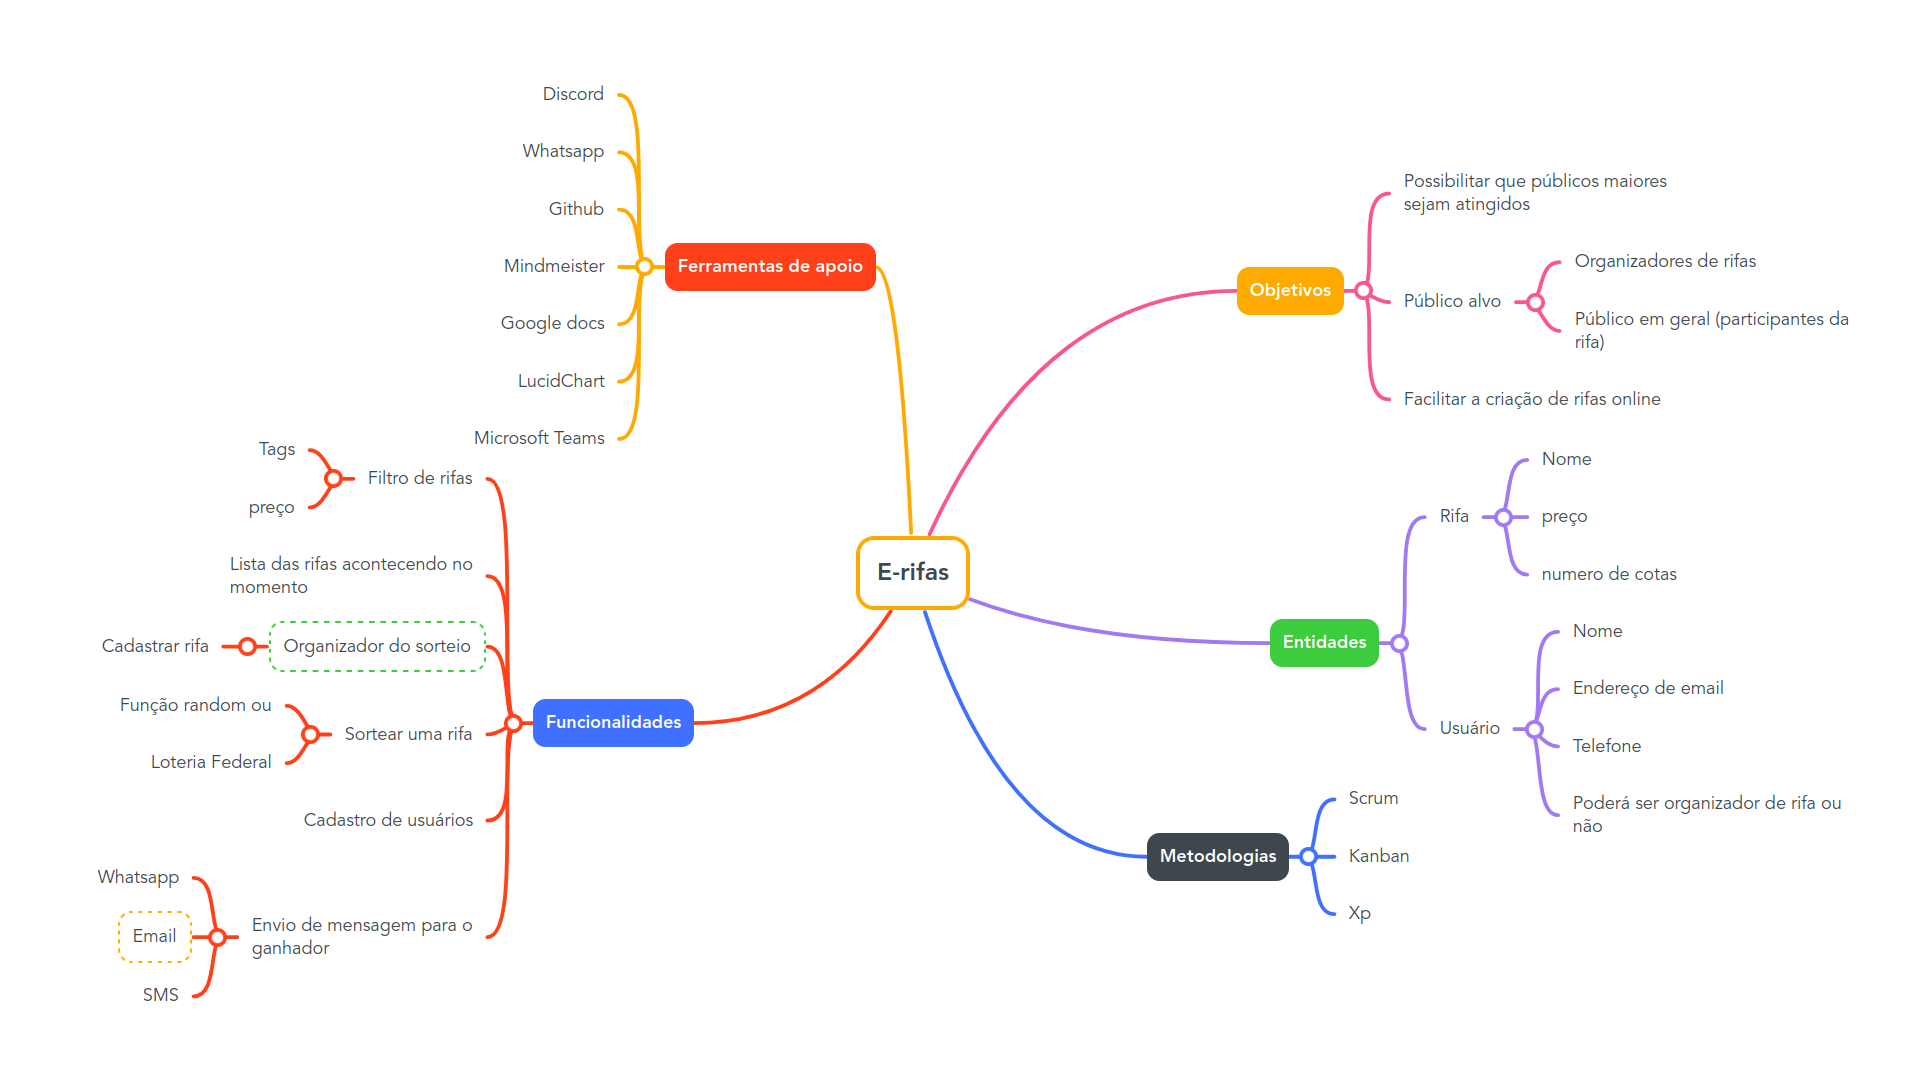 E-rifas
Ferramentas de apoio
Discord
Whatsapp
Github
Mindmeister
Google docs
LucidChart
Microsoft Teams
Funcionalidades
Filtro de rifas
Tags
preço
Lista das rifas acontecendo no
momento
Organizador do sorteio
Cadastrar rifa
Sortear uma rifa
Função random ou
Loteria Federal
Cadastro de usuários
Envio de mensagem para o
ganhador
Whatsapp
Email
SMS
Objetivos
Possibilitar que públicos maiores
sejam atingidos
Público alvo
Organizadores de rifas
Público em geral (participantes da
rifa)
Facilitar a criação de rifas online
Entidades
Rifa
Nome
preço
numero de cotas
Usuário
Nome
Endereço de email
Telefone
Poderá ser organizador de rifa ou
não
Metodologias
Scrum
Kanban
Xp